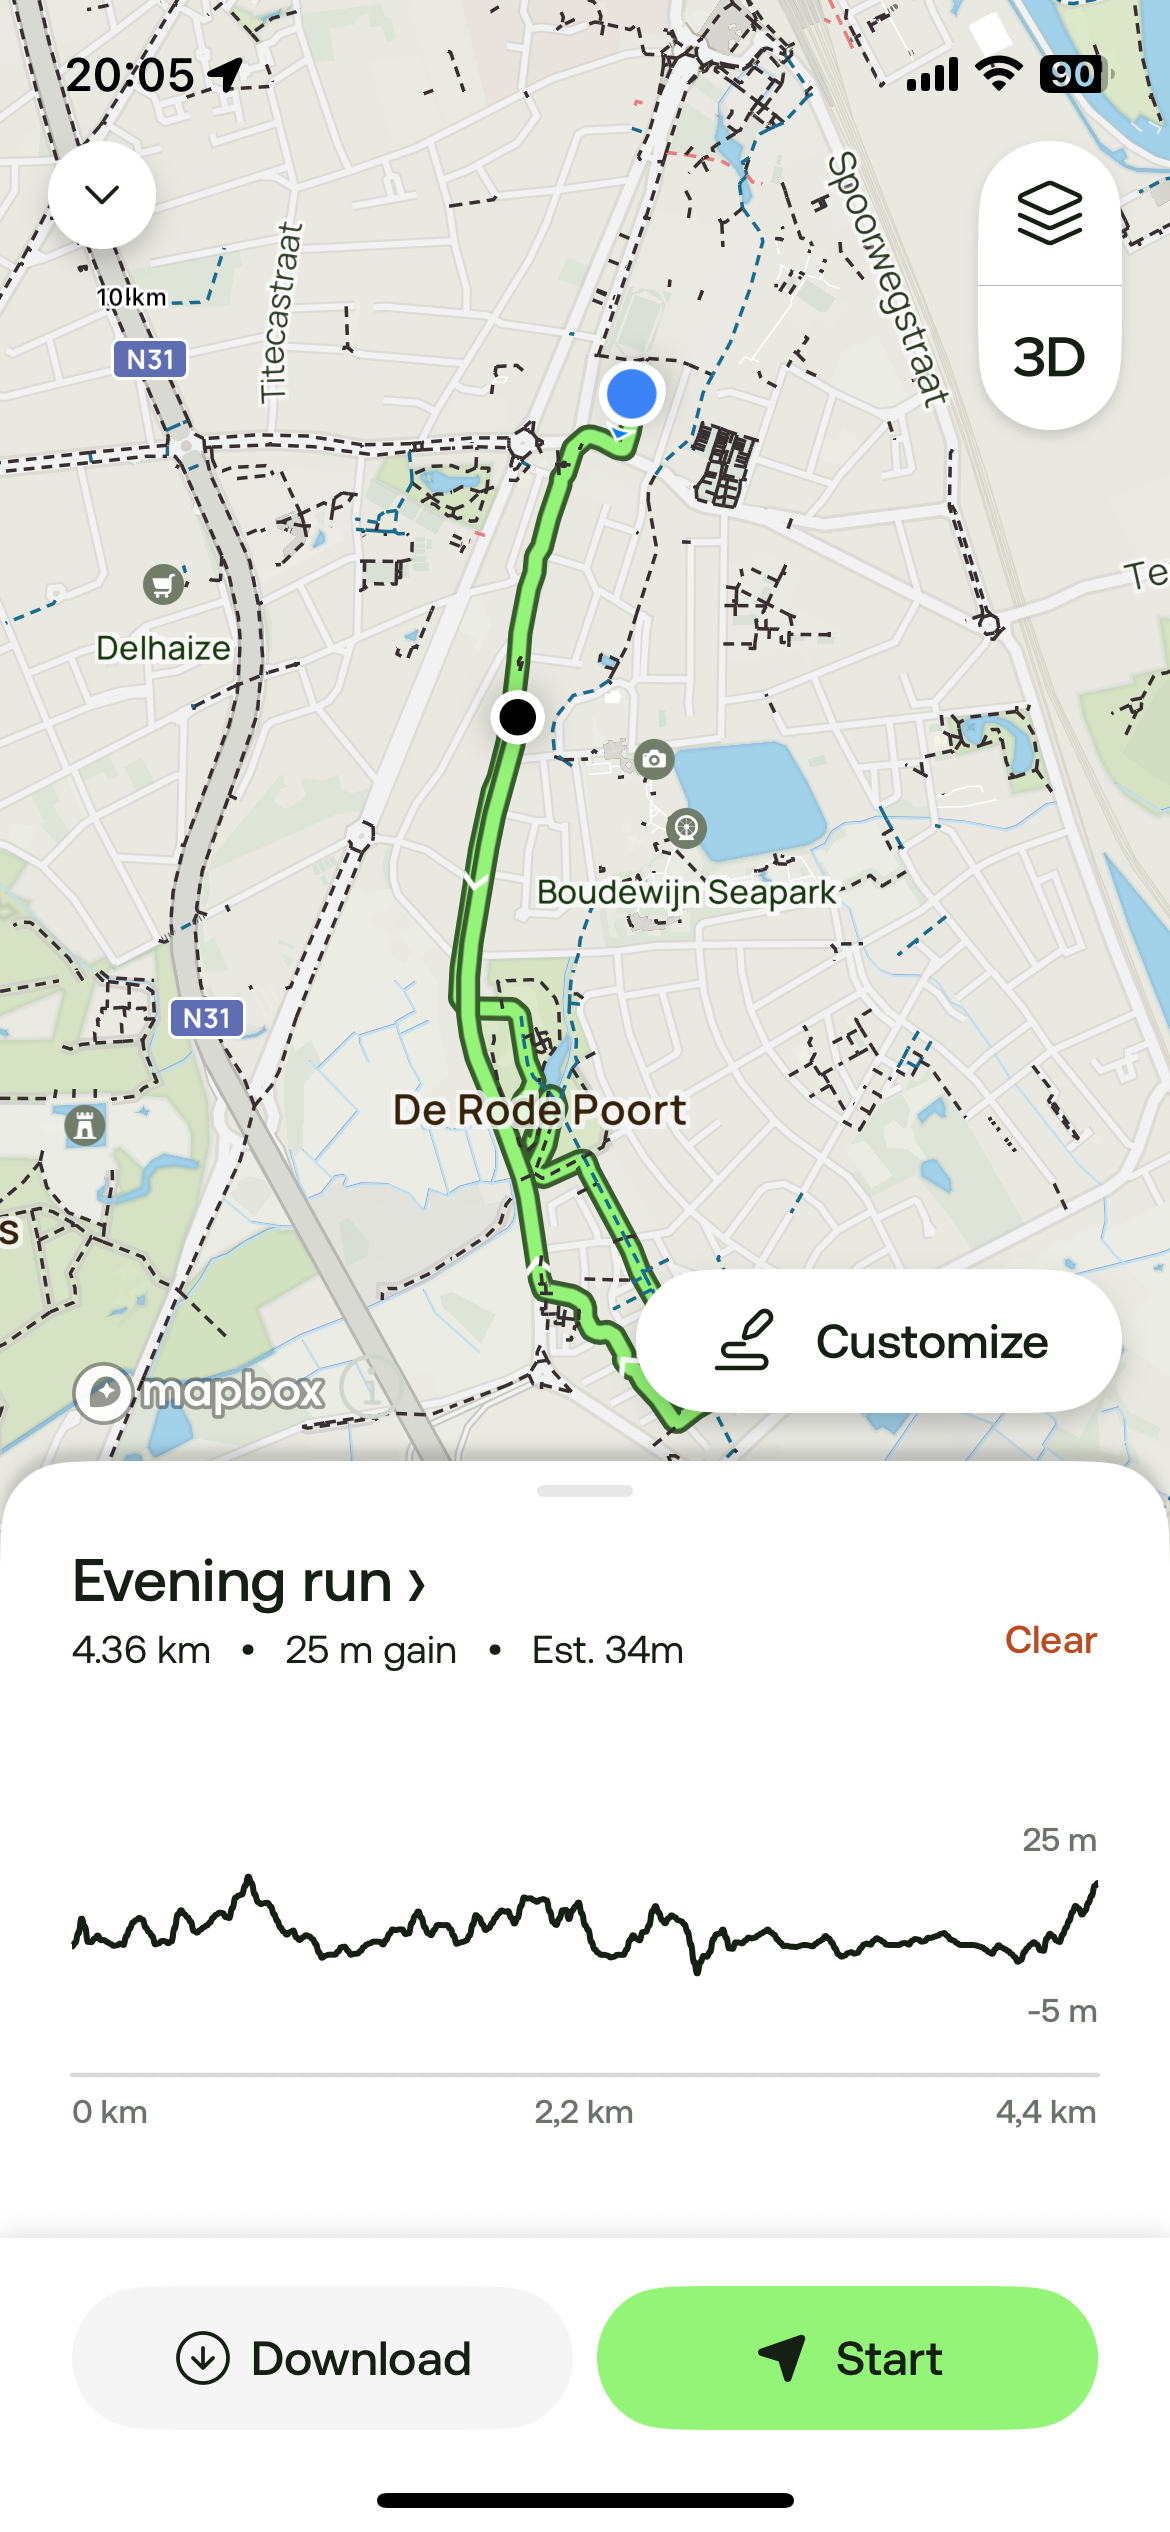 20:05
90
10 km
N31
Titecastraat
Spoorwegstraat
3D
Te
Delhaize
Boudewijn Seapark
N31
De Rode Poort
s
Customize
mapbox
Evening run ›
4.36 km • 25 m gain • Est. 34m
Clear
25 m
-5 m
0 km 2,2 km 4,4 km
Download
Start